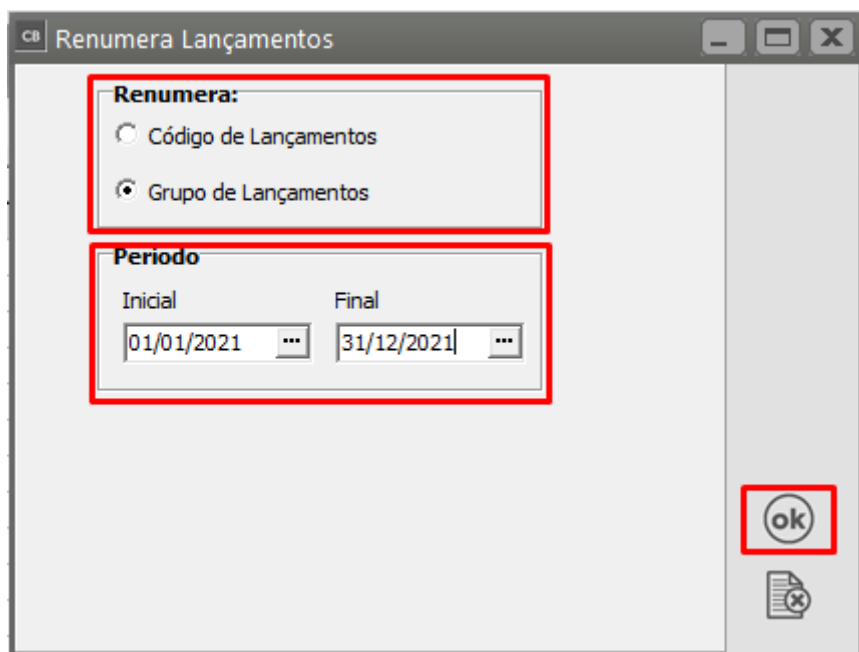 CB Renumera Lançamentos
Renumera:
Código de Lançamentos
Grupo de Lançamentos
Período
Inicial Final
01/01/2021 ... 31/12/2021 ...
ok